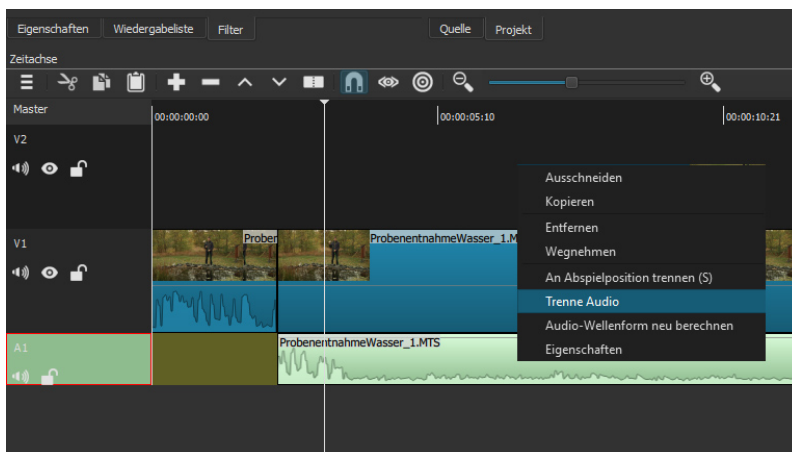 Eigenschaften Wiedergabeliste Filter Quelle Projekt
Zeitachse
Master 00:00:00:00 00:00:05:10 00:00:10:21
V2
V1 Prober ProbenentnahmeWasser_1.M
A1 ProbenentnahmeWasser_1.MTS
Ausschneiden
Kopieren
Entfernen
Wegnehmen
An Abspielposition trennen (S)
Trenne Audio
Audio-Wellenform neu berechnen
Eigenschaften